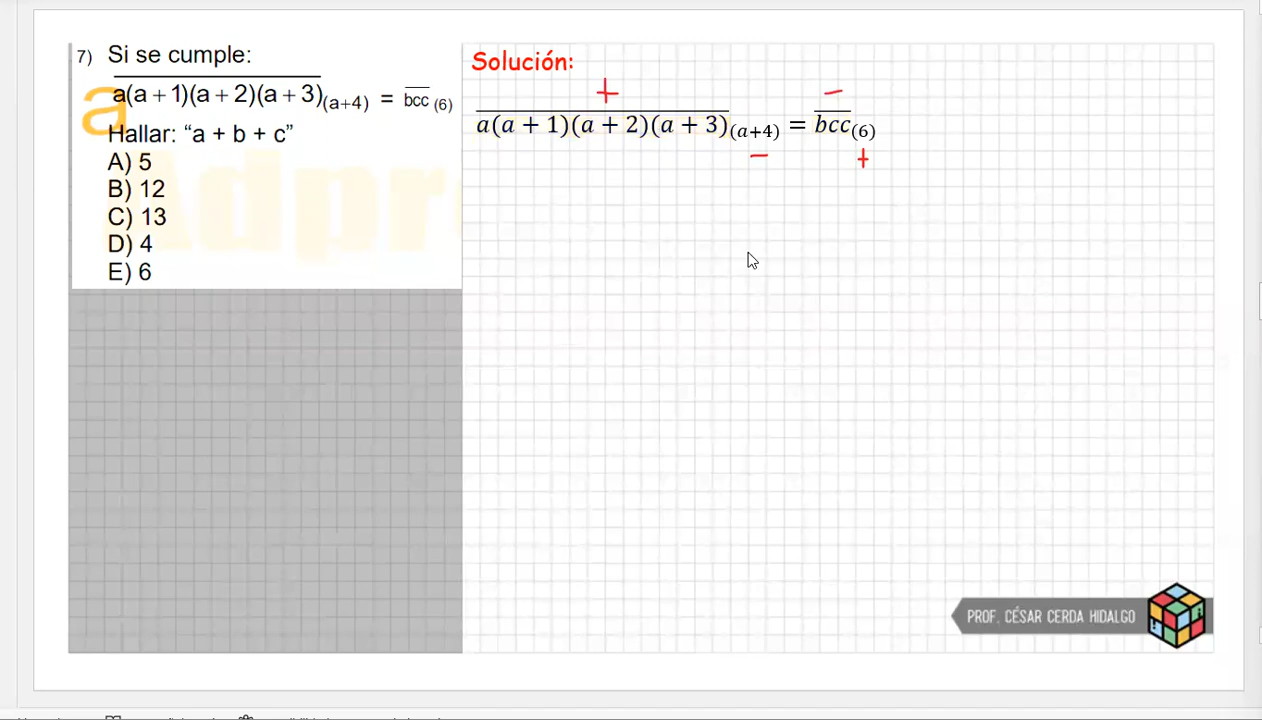 7) Si se cumple:
a(a + 1)(a + 2)(a + 3)(a+4) = bcc (6)
Hallar: “a + b + c”
A) 5
B) 12
C) 13
D) 4
E) 6
Solución:
+ −
a(a + 1)(a + 2)(a + 3)(a+4) = bcc(6)
− +
a
Adpre
PROF. CÉSAR CERDA HIDALGO